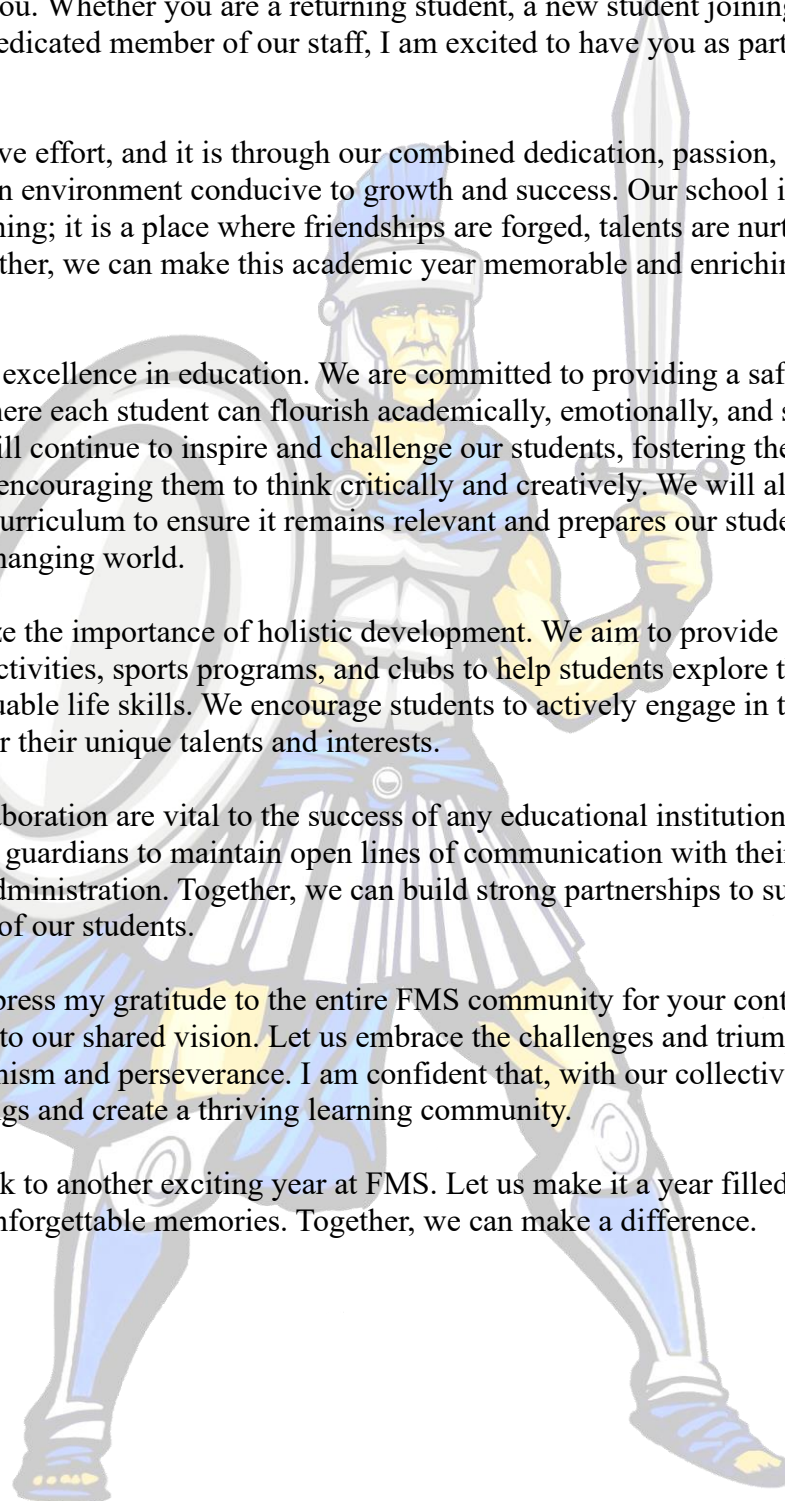 ou. Whether you are a returning student, a new student joining
edicated member of our staff, I am excited to have you as part
ve effort, and it is through our combined dedication, passion,
n environment conducive to growth and success. Our school i
ning; it is a place where friendships are forged, talents are nurt
ther, we can make this academic year memorable and enrichin
excellence in education. We are committed to providing a saf
here each student can flourish academically, emotionally, and s
ill continue to inspire and challenge our students, fostering the
encouraging them to think critically and creatively. We will al
urriculum to ensure it remains relevant and prepares our stude
hanging world.
ze the importance of holistic development. We aim to provide
ctivities, sports programs, and clubs to help students explore t
uable life skills. We encourage students to actively engage in t
r their unique talents and interests.
aboration are vital to the success of any educational institution
guardians to maintain open lines of communication with their
dministration. Together, we can build strong partnerships to su
of our students.
press my gratitude to the entire FMS community for your cont
to our shared vision. Let us embrace the challenges and trium
nism and perseverance. I am confident that, with our collectiv
ngs and create a thriving learning community.
k to another exciting year at FMS. Let us make it a year filled
nforgettable memories. Together, we can make a difference.